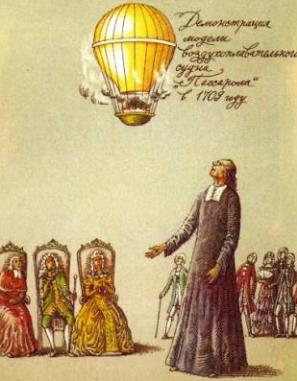 Демонстрация
модели
воздухоплавательного
судна
„Пассарола“
в 1709 году